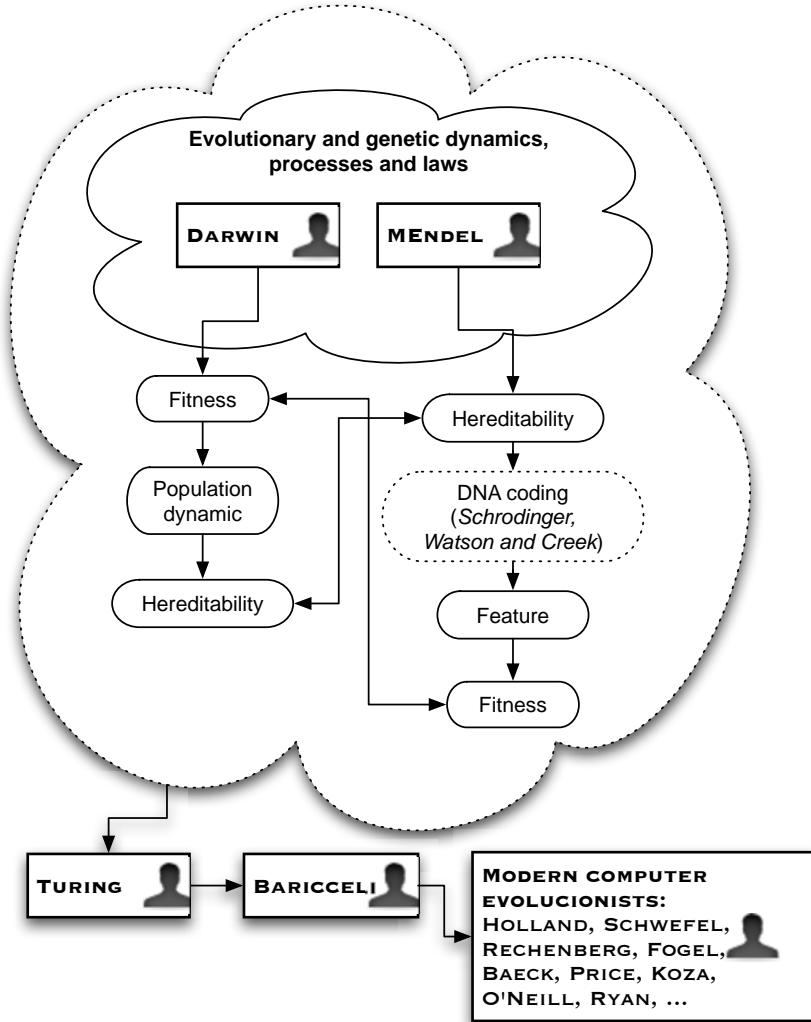 Evolutionary and genetic dynamics,
processes and laws
DARWIN
MENDEL
Fitness
Hereditability
Population
dynamic
DNA coding
(Schrodinger,
Watson and Creek)
Hereditability
Feature
Fitness
TURING
BARICCELI
MODERN COMPUTER
EVOLUCIONISTS:
HOLLAND, SCHWEFEL,
RECHENBERG, FOGEL,
BAECK, PRICE, KOZA,
O'NEILL, RYAN, ...